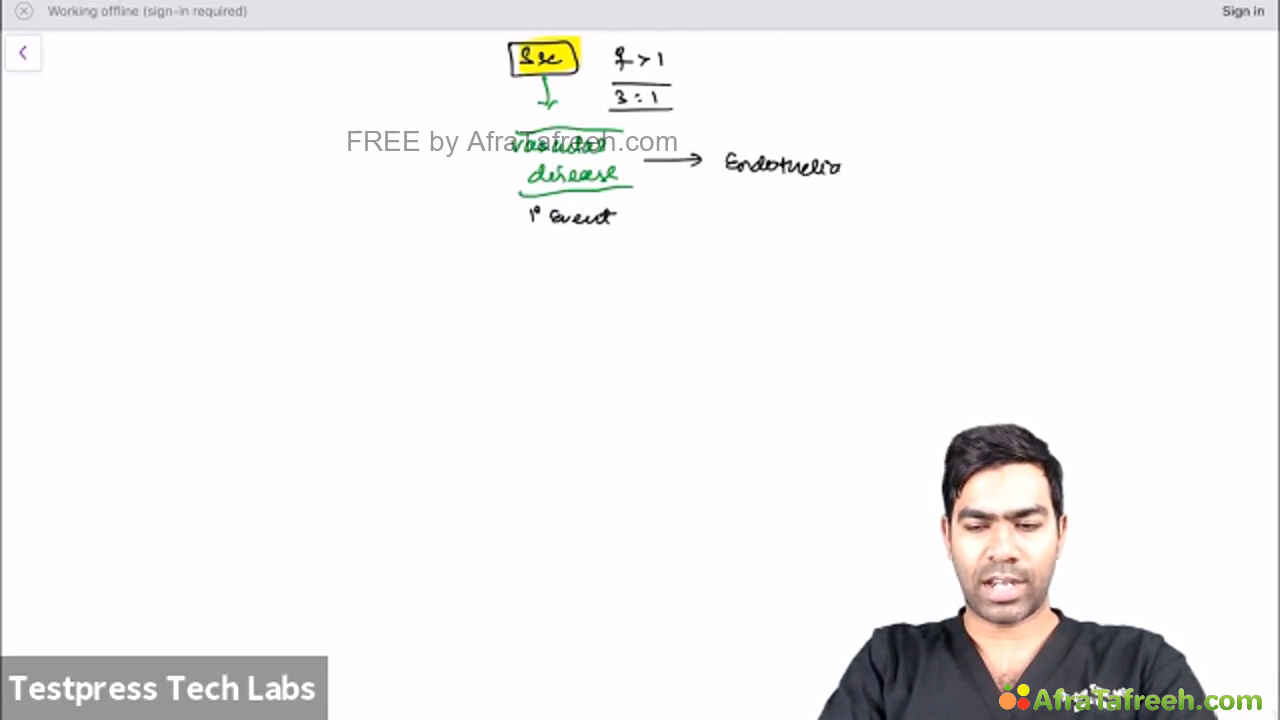 Working offline (sign-in required)
Sign in
SSc
♀ > 1
3 : 1
FREE by AfraTafreeh.com
vascular
disease
Endothelia
1° Event
Testpress Tech Labs
AfraTafreeh.com